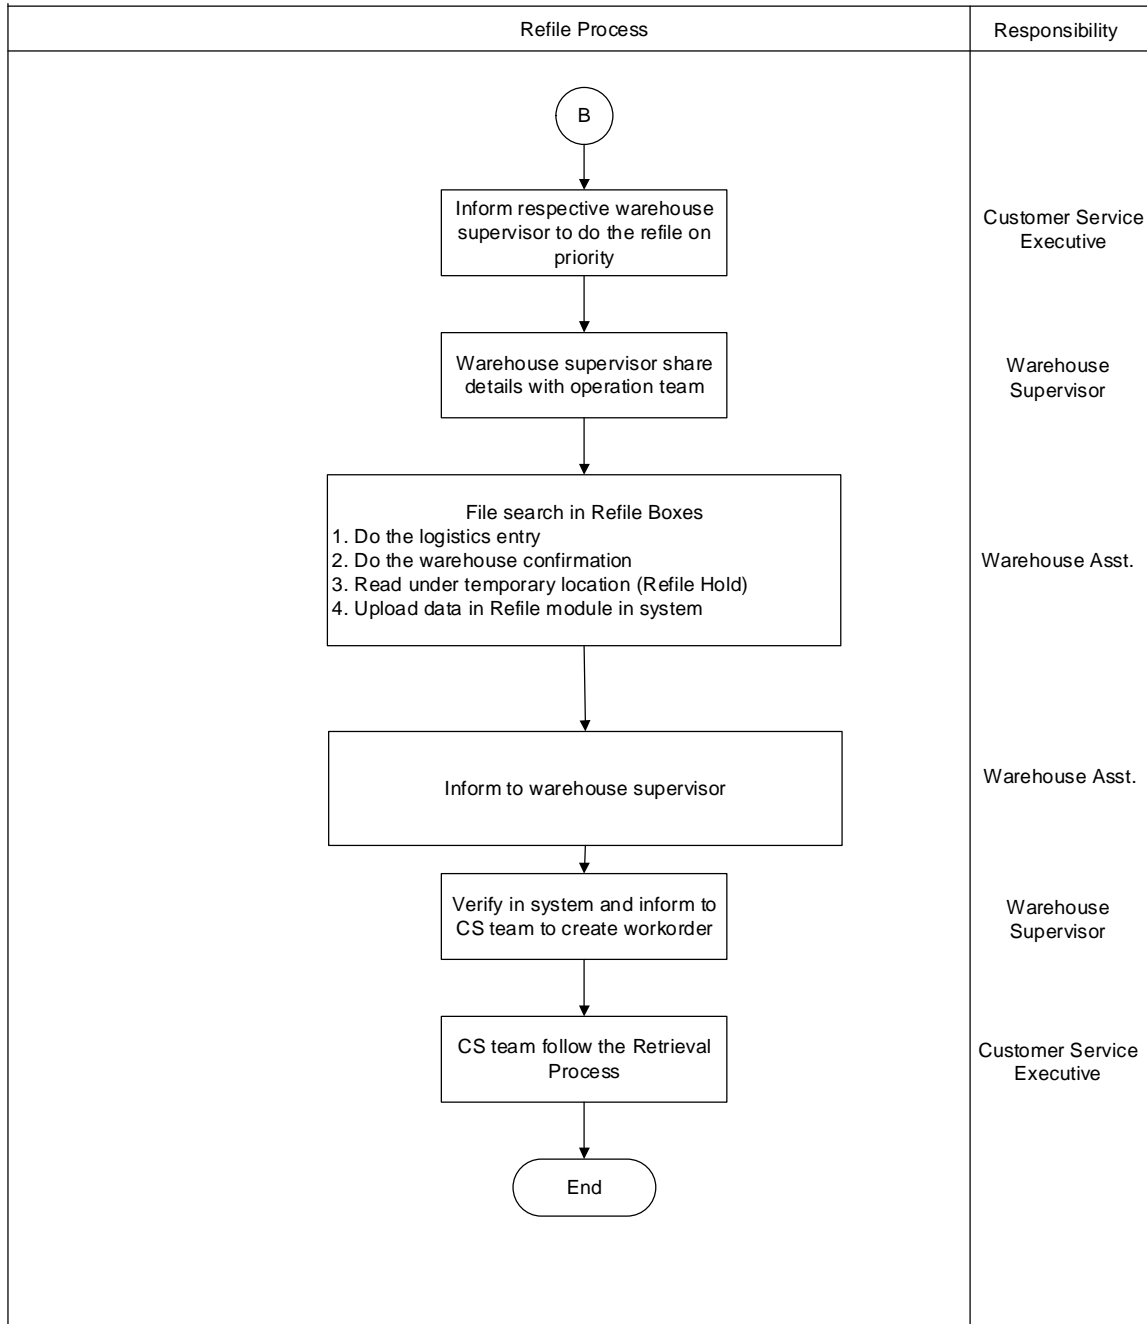 Refile Process
Responsibility
B
Inform respective warehouse
supervisor to do the refile on
priority
Customer Service
Executive
Warehouse supervisor share
details with operation team
Warehouse
Supervisor
File search in Refile Boxes
1. Do the logistics entry
2. Do the warehouse confirmation
3. Read under temporary location (Refile Hold)
4. Upload data in Refile module in system
Warehouse Asst.
Inform to warehouse supervisor
Warehouse Asst.
Verify in system and inform to
CS team to create workorder
Warehouse
Supervisor
CS team follow the Retrieval
Process
Customer Service
Executive
End